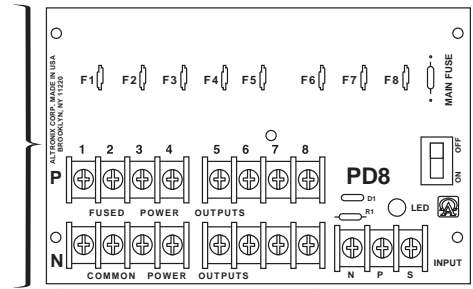 F1 F2 F3 F4 F5 F6 F7 F8
MAIN FUSE
ALTRONIX CORP. MADE IN USA
BROOKLYN, NY 11220
OFF
ON
1 2 3 4 5 6 7 8
P
PD8
D1
FUSED POWER OUTPUTS
R1
LED
N
N P S
INPUT
COMMON POWER OUTPUTS